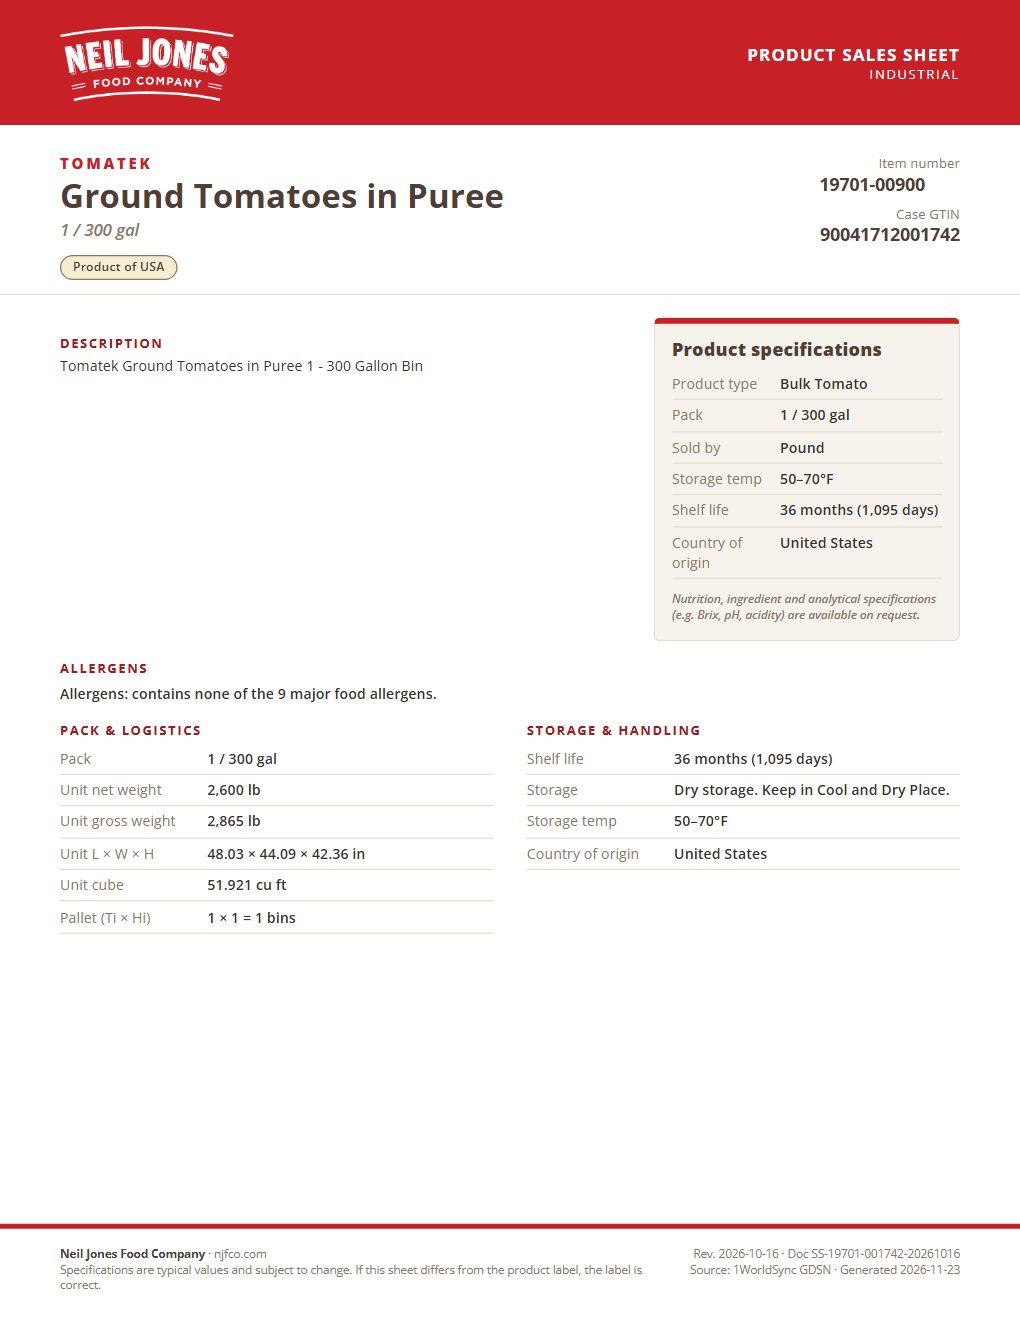 NEIL JONES
FOOD COMPANY
PRODUCT SALES SHEET
INDUSTRIAL
TOMATEK
Ground Tomatoes in Puree
1 / 300 gal
Product of USA
Item number
19701-00900
Case GTIN
90041712001742
DESCRIPTION
Tomatek Ground Tomatoes in Puree 1 - 300 Gallon Bin
Product specifications
Product type Bulk Tomato
Pack 1 / 300 gal
Sold by Pound
Storage temp 50–70°F
Shelf life 36 months (1,095 days)
Country of United States
origin
Nutrition, ingredient and analytical specifications
(e.g. Brix, pH, acidity) are available on request.
ALLERGENS
Allergens: contains none of the 9 major food allergens.
PACK & LOGISTICS
Pack 1 / 300 gal
Unit net weight 2,600 lb
Unit gross weight 2,865 lb
Unit L × W × H 48.03 × 44.09 × 42.36 in
Unit cube 51.921 cu ft
Pallet (Ti × Hi) 1 × 1 = 1 bins
STORAGE & HANDLING
Shelf life 36 months (1,095 days)
Storage Dry storage. Keep in Cool and Dry Place.
Storage temp 50–70°F
Country of origin United States
Neil Jones Food Company · njfco.com
Specifications are typical values and subject to change. If this sheet differs from the product label, the label is
correct.
Rev. 2026-10-16 · Doc SS-19701-001742-20261016
Source: 1WorldSync GDSN · Generated 2026-11-23